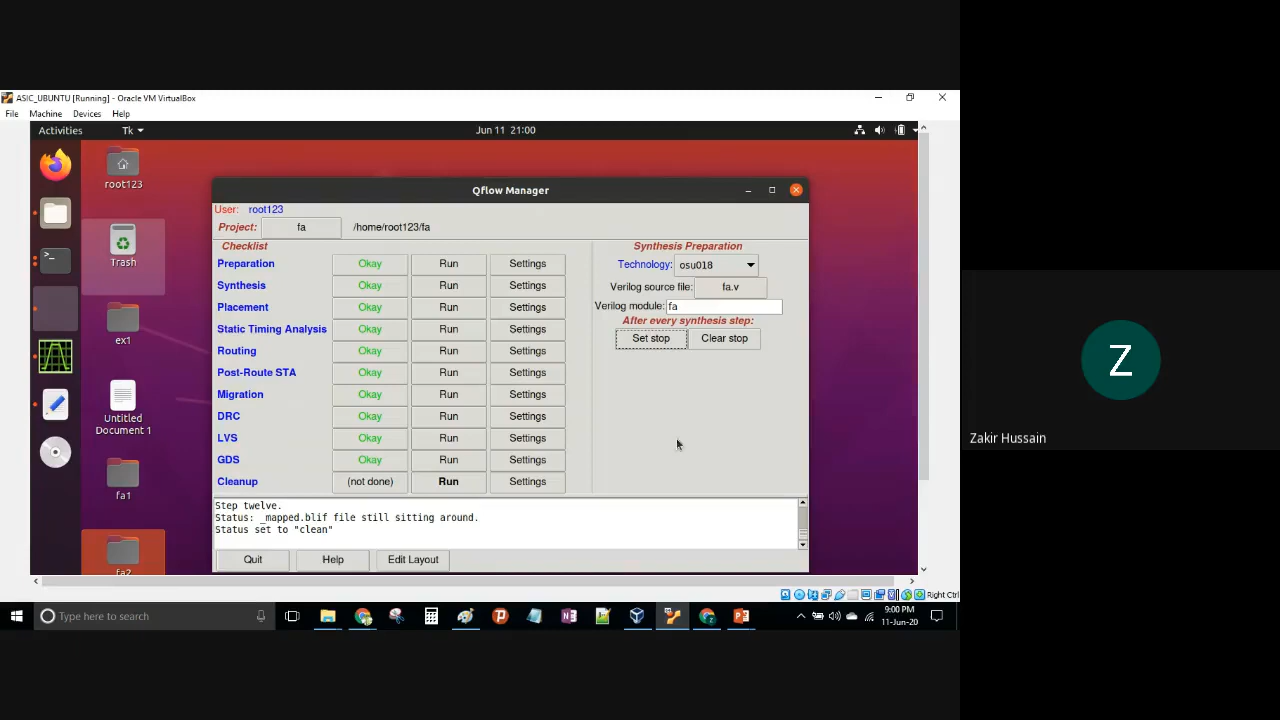 ASIC_UBUNTU [Running] - Oracle VM VirtualBox
File Machine Devices Help
Activities Tk Jun 11 21:00
root123
Trash
ex1
Untitled
Document 1
fa1
fa2
Qflow Manager
User: root123
Project: fa /home/root123/fa
Checklist
Preparation Okay Run Settings
Synthesis Okay Run Settings
Placement Okay Run Settings
Static Timing Analysis Okay Run Settings
Routing Okay Run Settings
Post-Route STA Okay Run Settings
Migration Okay Run Settings
DRC Okay Run Settings
LVS Okay Run Settings
GDS Okay Run Settings
Cleanup (not done) Run Settings
Synthesis Preparation
Technology: osu018
Verilog source file: fa.v
Verilog module: fa
After every synthesis step:
Set stop Clear stop
Step twelve.
Status: _mapped.blif file still sitting around.
Status set to "clean"
Quit Help Edit Layout
Right Ctrl
Type here to search
9:00 PM
11-Jun-20
Z
Zakir Hussain